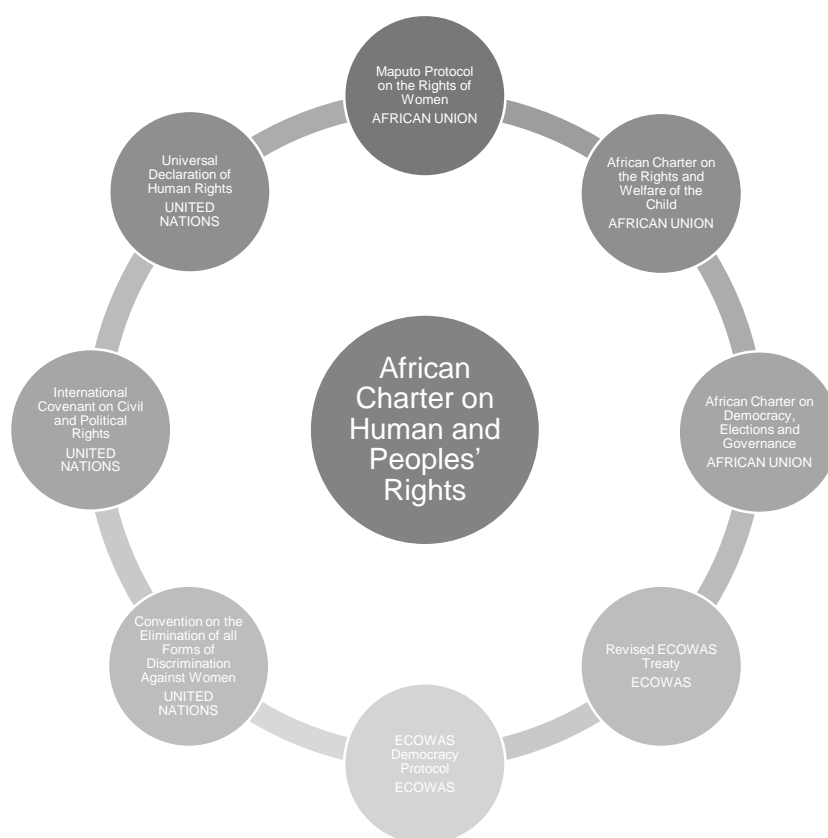 Maputo Protocol
on the Rights of
Women
AFRICAN UNION
African Charter on
the Rights and
Welfare of the
Child
AFRICAN UNION
African Charter on
Democracy,
Elections and
Governance
AFRICAN UNION
Revised ECOWAS
Treaty
ECOWAS
ECOWAS
Democracy
Protocol
ECOWAS
Convention on the
Elimination of all
Forms of
Discrimination
Against Women
UNITED
NATIONS
International
Covenant on Civil
and Political
Rights
UNITED
NATIONS
Universal
Declaration of
Human Rights
UNITED
NATIONS
African
Charter on
Human and
Peoples’
Rights